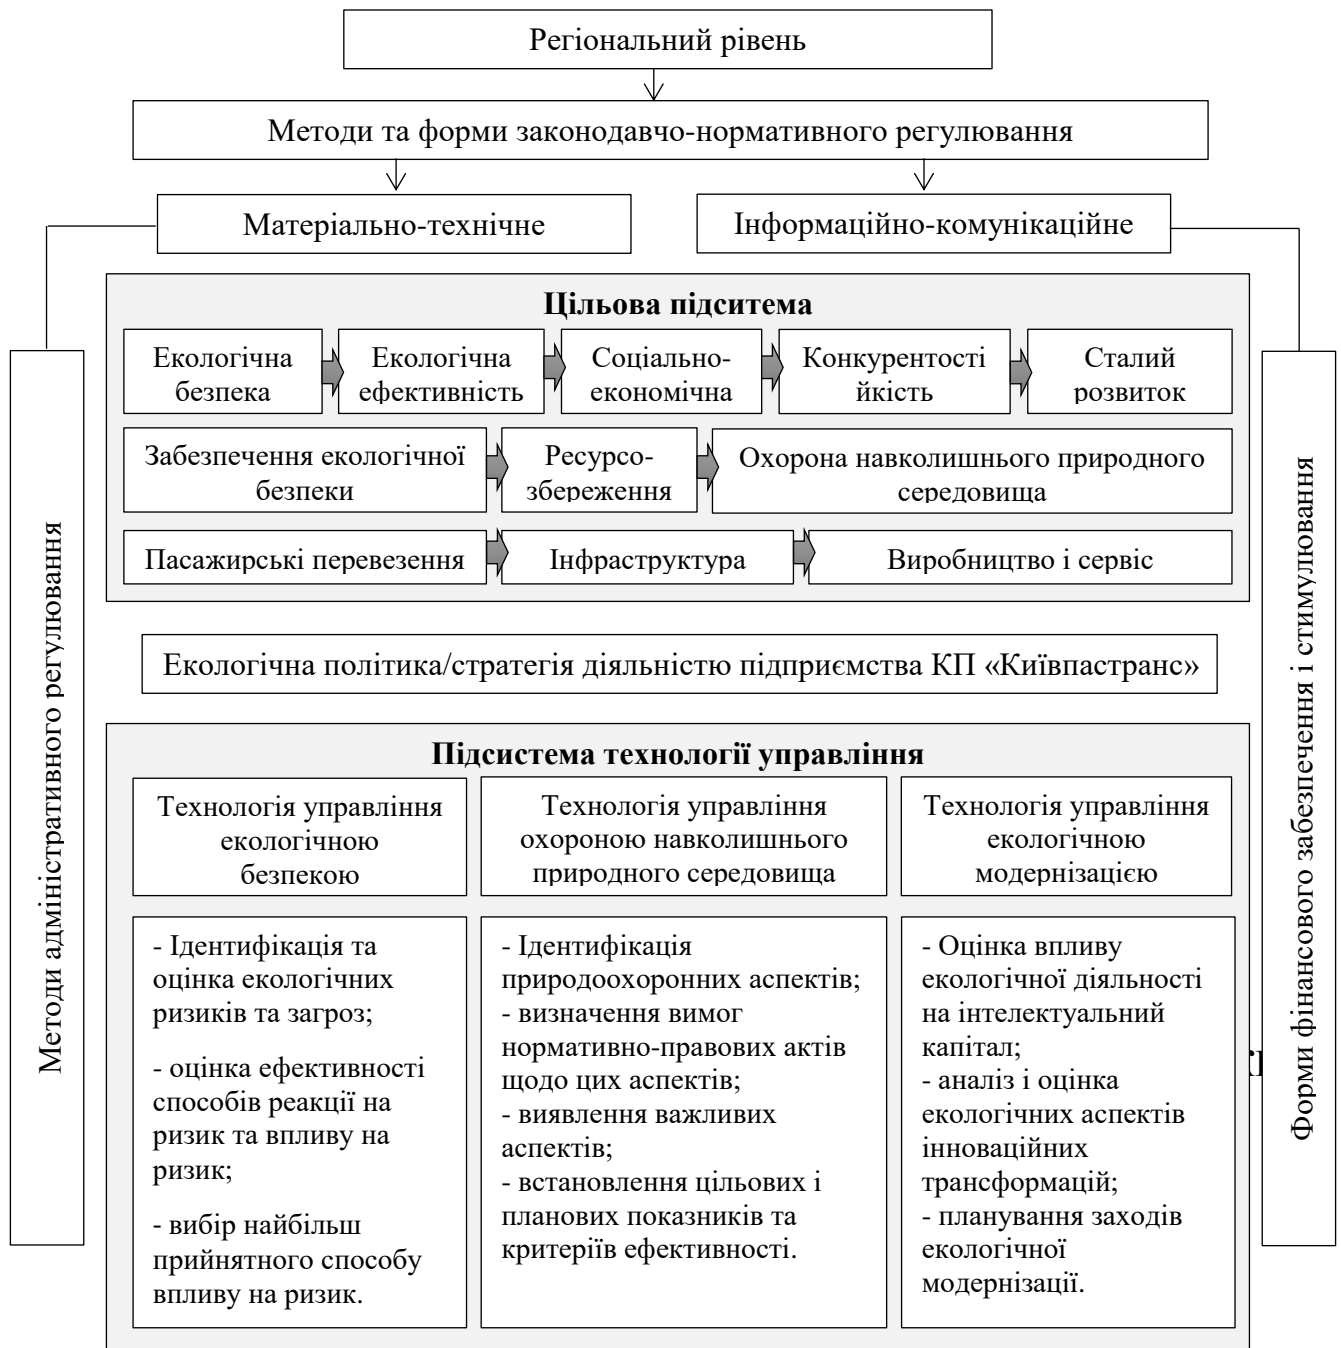 Регіональний рівень
Методи та форми законодавчо-нормативного регулювання
Матеріально-технічне
Інформаційно-комунікаційне
Методи адміністративного регулювання
Цільова підситема
Екологічна
безпека
Екологічна
ефективність
Соціально-
економічна
Конкурентості
йкість
Сталий
розвиток
Забезпечення екологічної
безпеки
Ресурсо-
збереження
Охорона навколишнього природного
середовища
Пасажирські перевезення
Інфраструктура
Виробництво і сервіс
Екологічна політика/стратегія діяльністю підприємства КП «Київпастранс»
Підсистема технології управління
Технологія управління
екологічною
безпекою
Технологія управління
охороною навколишнього
природного середовища
Технологія управління
екологічною
модернізацією
- Ідентифікація та
оцінка екологічних
ризиків та загроз;
- оцінка ефективності
способів реакції на
ризик та впливу на
ризик;
- вибір найбільш
прийнятного способу
впливу на ризик.
- Ідентифікація
природоохоронних аспектів;
- визначення вимог
нормативно-правових актів
щодо цих аспектів;
- виявлення важливих
аспектів;
- встановлення цільових і
планових показників та
критеріїв ефективності.
- Оцінка впливу
екологічної діяльності
на інтелектуальний
капітал;
- аналіз і оцінка
екологічних аспектів
інноваційних
трансформацій;
- планування заходів
екологічної
модернізації.
Форми фінансового забезпечення і стимулювання